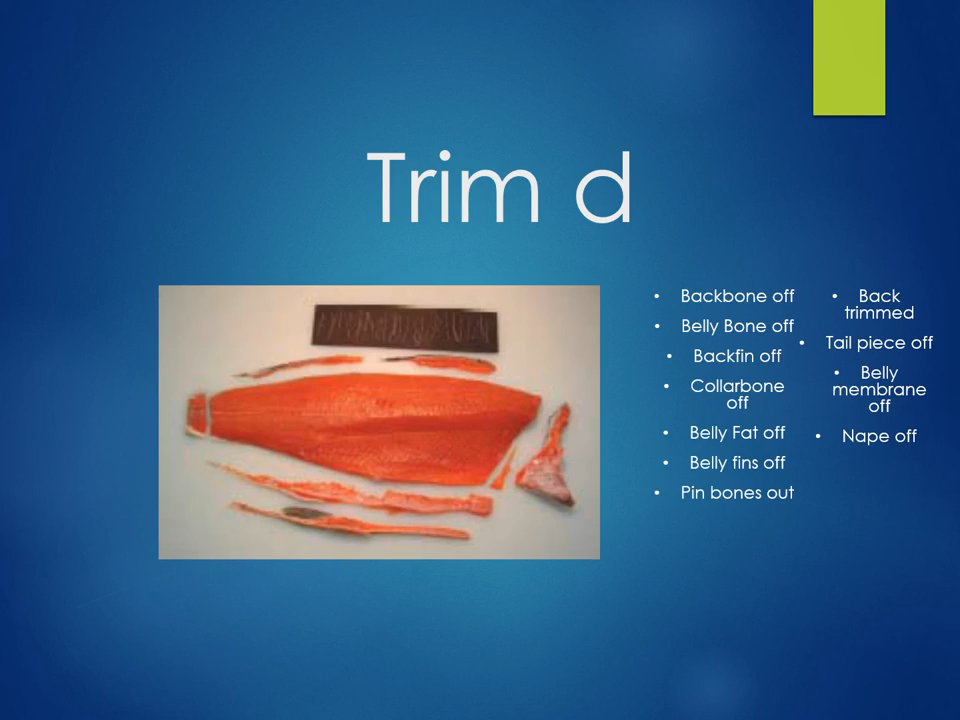 Trim d
• Backbone off
• Belly Bone off
• Backfin off
• Collarbone
off
• Belly Fat off
• Belly fins off
• Pin bones out
• Back
trimmed
• Tail piece off
• Belly
membrane
off
• Nape off